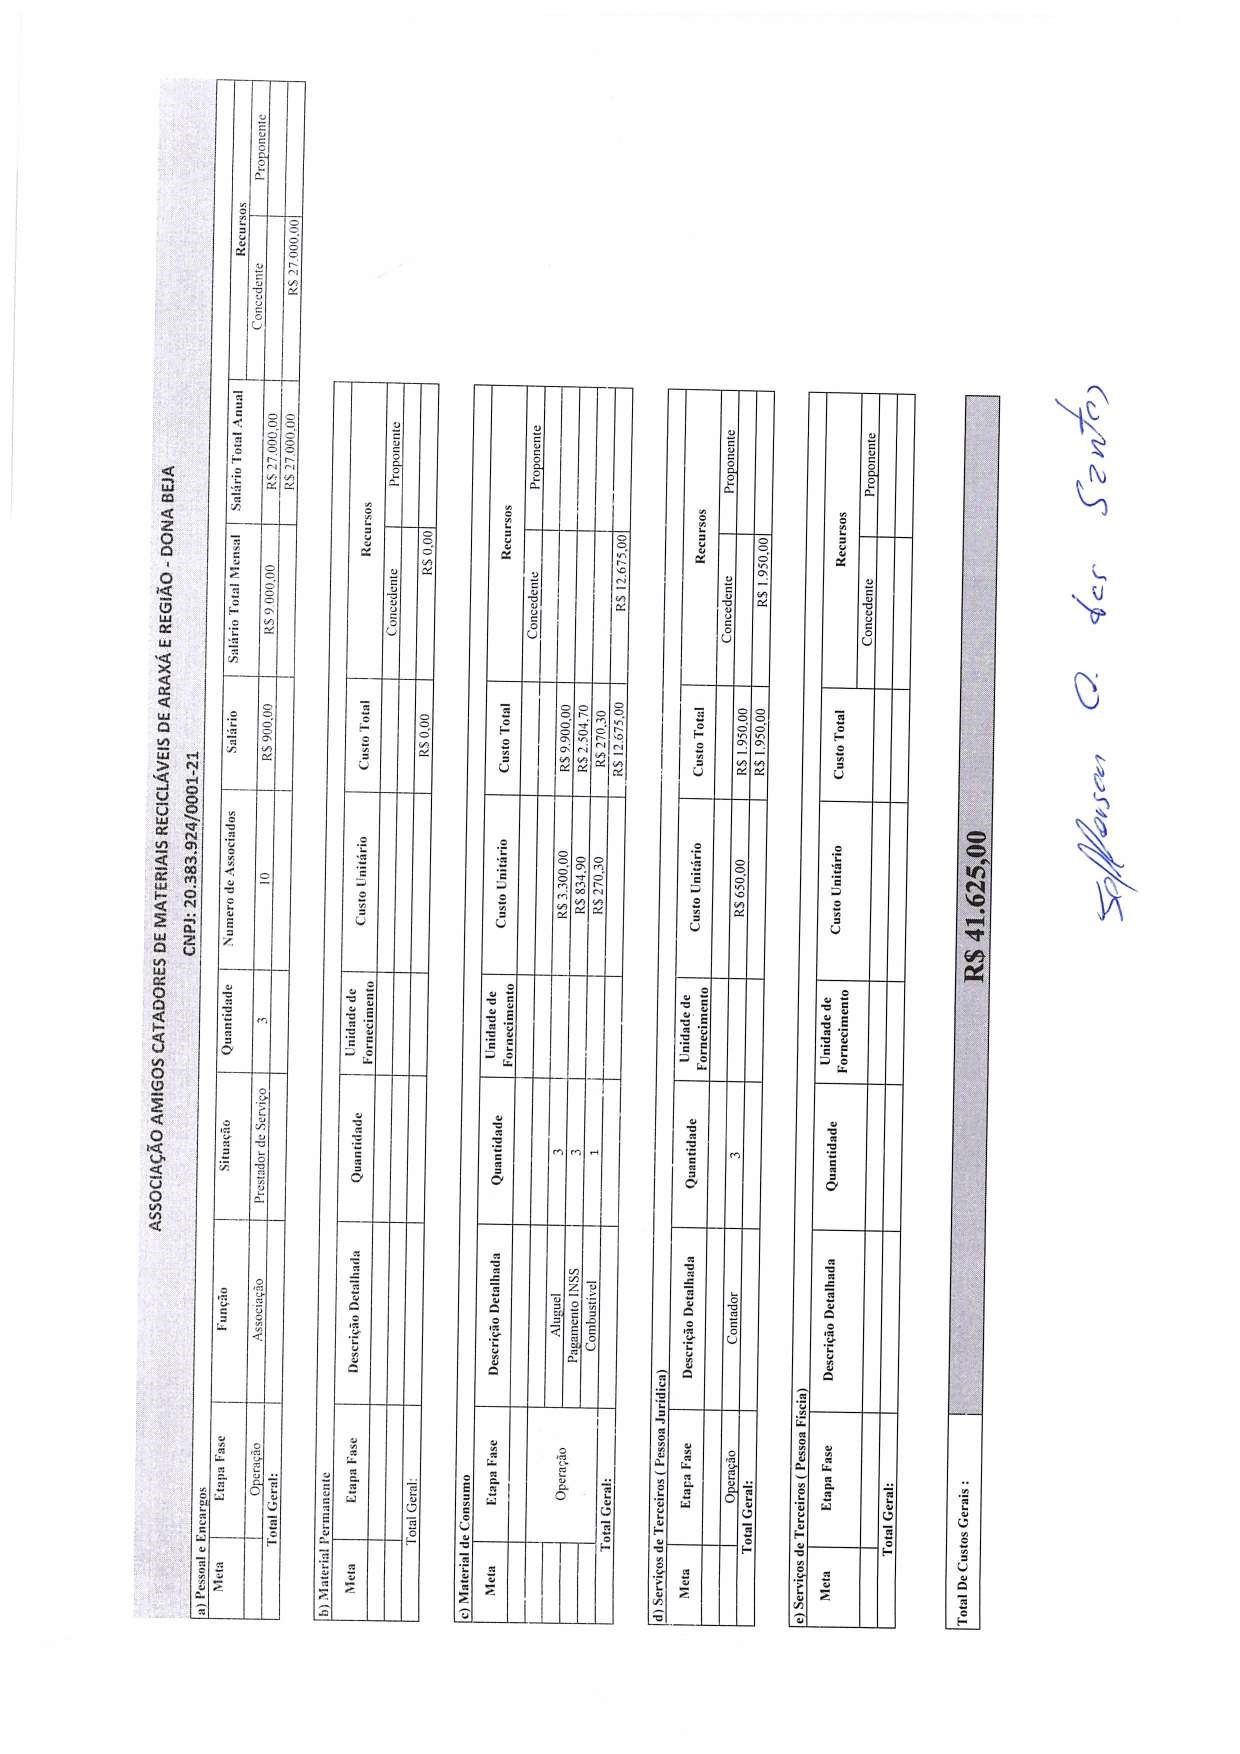 ASSOCIAÇÃO AMIGOS CATADORES DE MATERIAIS RECICLÁVEIS DE ARAXÁ E REGIÃO - DONA BEJA
CNPJ: 20.383.924/0001-21
a) Pessoal e Encargos
Meta Etapa Fase Função Situação Quantidade Numero de Associados Salário Salário Total Mensal Salário Total Anual Recursos
Concedente Proponente
Operação Associação Prestador de Serviço 3 10 R$ 900,00 R$ 9.000,00 R$ 27.000,00
Total Geral: R$ 27.000,00 R$ 27.000,00
b) Material Permanente
Meta Etapa Fase Descrição Detalhada Quantidade Unidade de Fornecimento Custo Unitário Custo Total Recursos
Concedente Proponente
Total Geral: R$ 0,00 R$ 0,00
c) Material de Consumo
Meta Etapa Fase Descrição Detalhada Quantidade Unidade de Fornecimento Custo Unitário Custo Total Recursos
Concedente Proponente
Operação
Aluguel 3 R$ 3.300,00 R$ 9.900,00
Pagamento INSS 3 R$ 834,90 R$ 2.504,70
Combustível 1 R$ 270,30 R$ 270,30
Total Geral: R$ 12.675,00 R$ 12.675,00
d) Serviços de Terceiros ( Pessoa Jurídica)
Meta Etapa Fase Descrição Detalhada Quantidade Unidade de Fornecimento Custo Unitário Custo Total Recursos
Concedente Proponente
Operação Contador 3 R$ 650,00 R$ 1.950,00
Total Geral: R$ 1.950,00 R$ 1.950,00
e) Serviços de Terceiros ( Pessoa Físcia)
Meta Etapa Fase Descrição Detalhada Quantidade Unidade de Fornecimento Custo Unitário Custo Total Recursos
Concedente Proponente
Total Geral:
Total De Custos Gerais : R$ 41.625,00
O. dos Santos